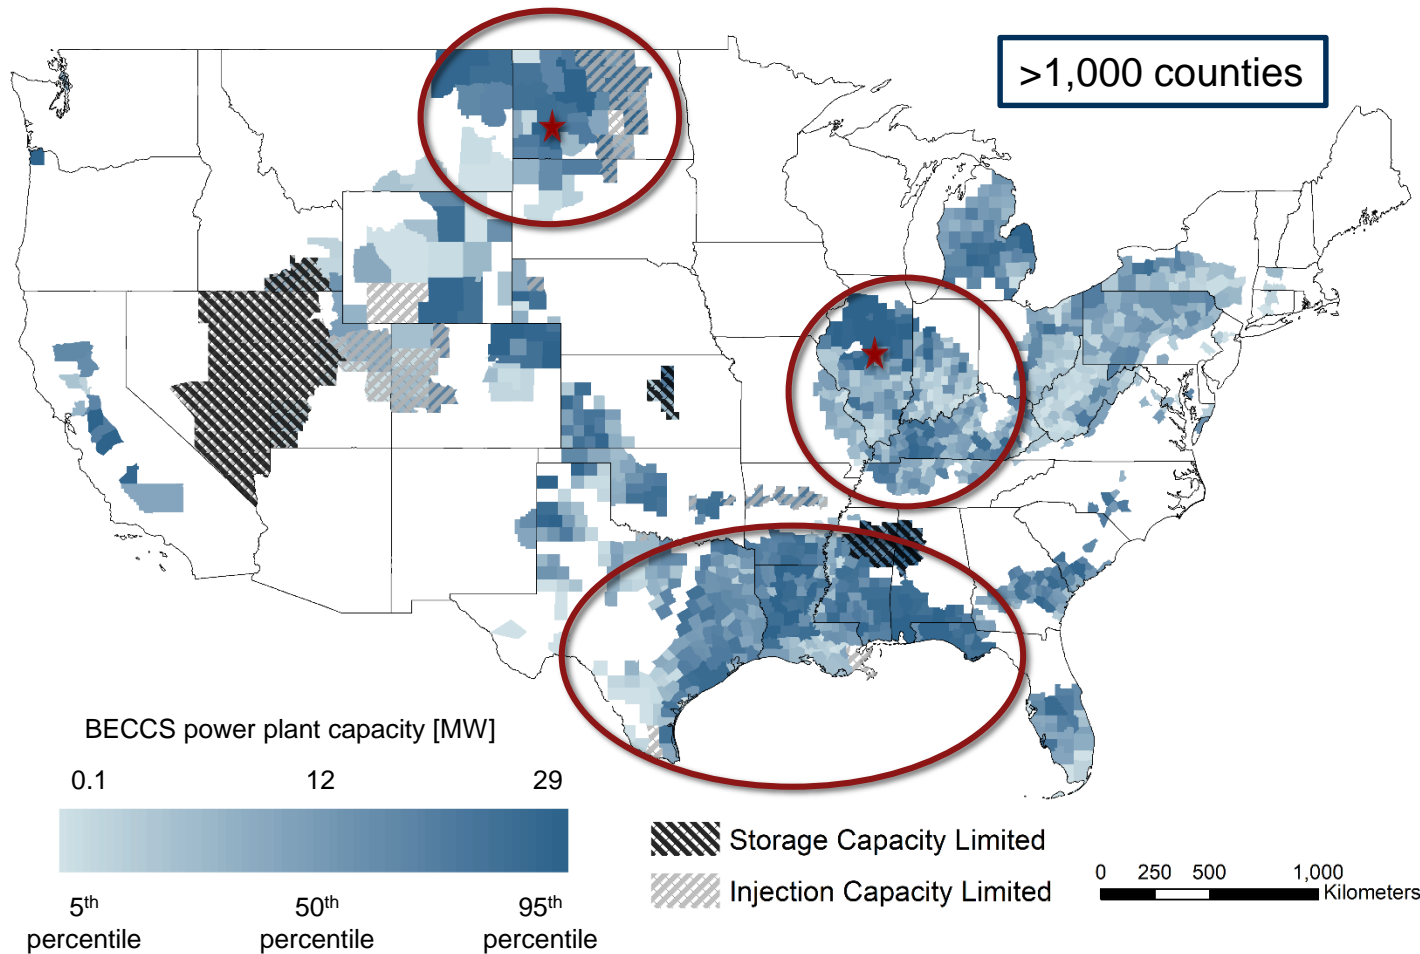 >1,000 counties
BECCS power plant capacity [MW]
0.1 12 29
5th 50th 95th
percentile percentile percentile
Storage Capacity Limited
Injection Capacity Limited
0 250 500 1,000
Kilometers